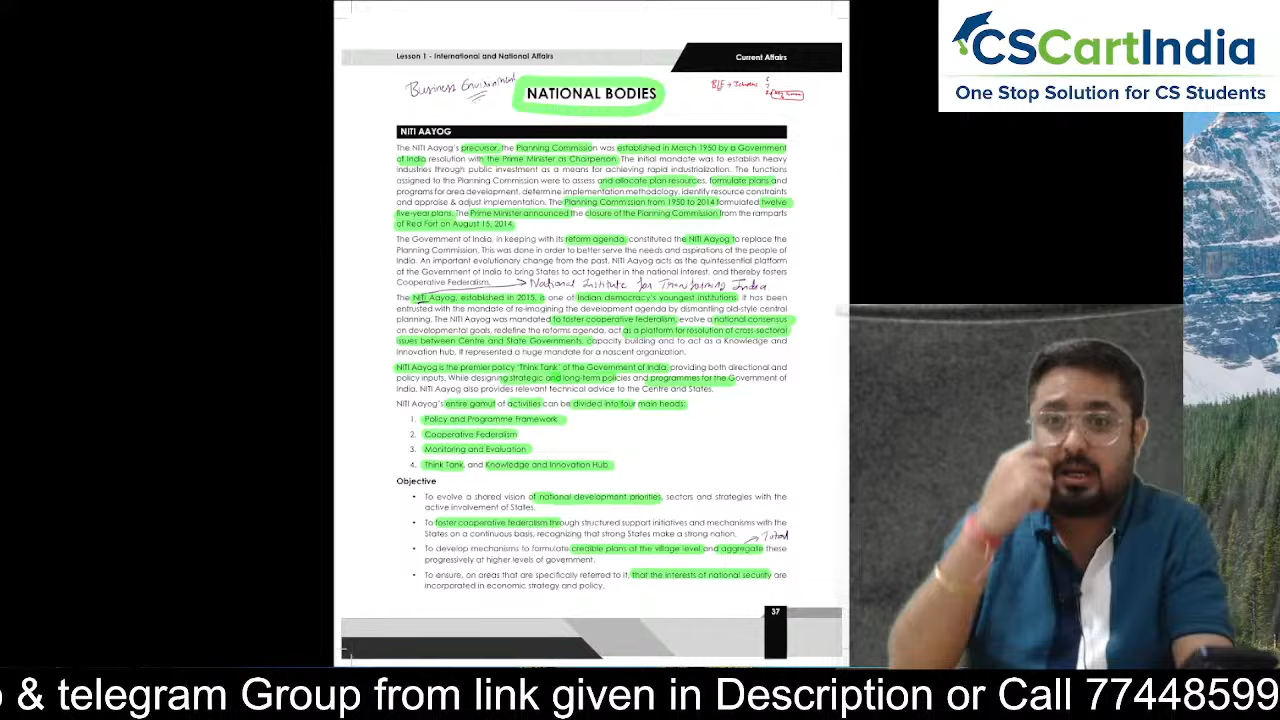 Lesson 1 - International and National Affairs
Current Affairs
Business Environment
NATIONAL BODIES
NITI AAYOG
The NITI Aayog's precursor, the Planning Commission was established in March 1950 by a Government
of India resolution with the Prime Minister as Chairperson. The initial mandate was to establish heavy
industries through public investment as a means for achieving rapid industrialization. The functions
assigned to the Planning Commission were to assess and allocate plan resources, formulate plans and
programs for area development, determine implementation methodology, identify resource constraints
and appraise & adjust implementation. The Planning Commission from 1950 to 2014 formulated twelve
five-year plans. The Prime Minister announced the closure of the Planning Commission from the ramparts
of Red Fort on August 15, 2014.
The Government of India, in keeping with its reform agenda, constituted the NITI Aayog to replace the
Planning Commission. This was done in order to better serve the needs and aspirations of the people of
India. An important evolutionary change from the past, NITI Aayog acts as the quintessential platform
of the Government of India to bring States to act together in the national interest, and thereby fosters
Cooperative Federalism.
National Institute for Transforming India
The NITI Aayog, established in 2015, is one of Indian democracy's youngest institutions. It has been
entrusted with the mandate of re-imagining the development agenda by dismantling old-style central
planning. The NITI Aayog was mandated to foster cooperative federalism, evolve a national consensus
on developmental goals, redefine the reforms agenda, act as a platform for resolution of cross-sectoral
issues between Centre and State Governments, capacity building and to act as a Knowledge and
Innovation hub. It represented a huge mandate for a nascent organization.
NITI Aayog is the premier policy 'Think Tank' of the Government of India, providing both directional and
policy inputs. While designing strategic and long-term policies and programmes for the Government of
India, NITI Aayog also provides relevant technical advice to the Centre and States.
NITI Aayog's entire gamut of activities can be divided into four main heads:
1. Policy and Programme Framework
2. Cooperative Federalism
3. Monitoring and Evaluation
4. Think Tank, and Knowledge and Innovation Hub
Objective
• To evolve a shared vision of national development priorities, sectors and strategies with the
active involvement of States.
• To foster cooperative federalism through structured support initiatives and mechanisms with the
States on a continuous basis, recognizing that strong States make a strong nation.
Total
• To develop mechanisms to formulate credible plans at the village level and aggregate these
progressively at higher levels of government.
• To ensure, on areas that are specifically referred to it, that the interests of national security are
incorporated in economic strategy and policy.
37
CSCartIndia
One Stop Solution for CS Students
& telegram Group from link given in Description or Call 77448599